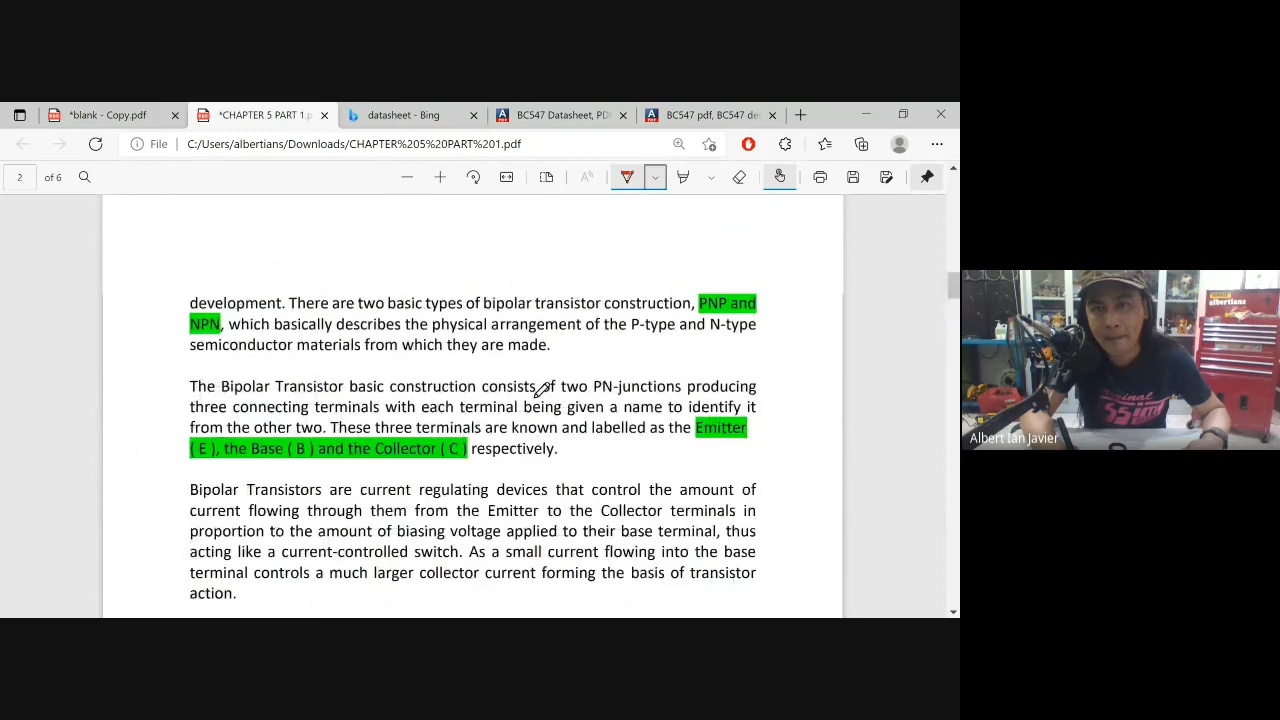 *blank - Copy.pdf
*CHAPTER 5 PART 1.p
datasheet - Bing
BC547 Datasheet, PD
BC547 pdf, BC547 des
File
C:/Users/albertians/Downloads/CHAPTER%205%20PART%201.pdf
2
of 6
development. There are two basic types of bipolar transistor construction, PNP and
NPN, which basically describes the physical arrangement of the P-type and N-type
semiconductor materials from which they are made.
The Bipolar Transistor basic construction consists of two PN-junctions producing
three connecting terminals with each terminal being given a name to identify it
from the other two. These three terminals are known and labelled as the Emitter
( E ), the Base ( B ) and the Collector ( C ) respectively.
Bipolar Transistors are current regulating devices that control the amount of
current flowing through them from the Emitter to the Collector terminals in
proportion to the amount of biasing voltage applied to their base terminal, thus
acting like a current-controlled switch. As a small current flowing into the base
terminal controls a much larger collector current forming the basis of transistor
action.
albertians
Albert Ian Javier